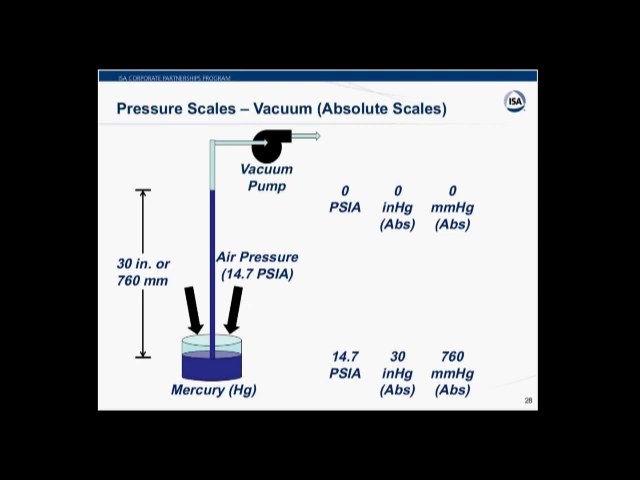 ISA CORPORATE PARTNERSHIPS PROGRAM
Pressure Scales – Vacuum (Absolute Scales)
ISA
Vacuum
Pump
0 0 0
PSIA inHg mmHg
(Abs) (Abs)
30 in. or
760 mm
Air Pressure
(14.7 PSIA)
14.7 30 760
PSIA inHg mmHg
(Abs) (Abs)
Mercury (Hg)
28